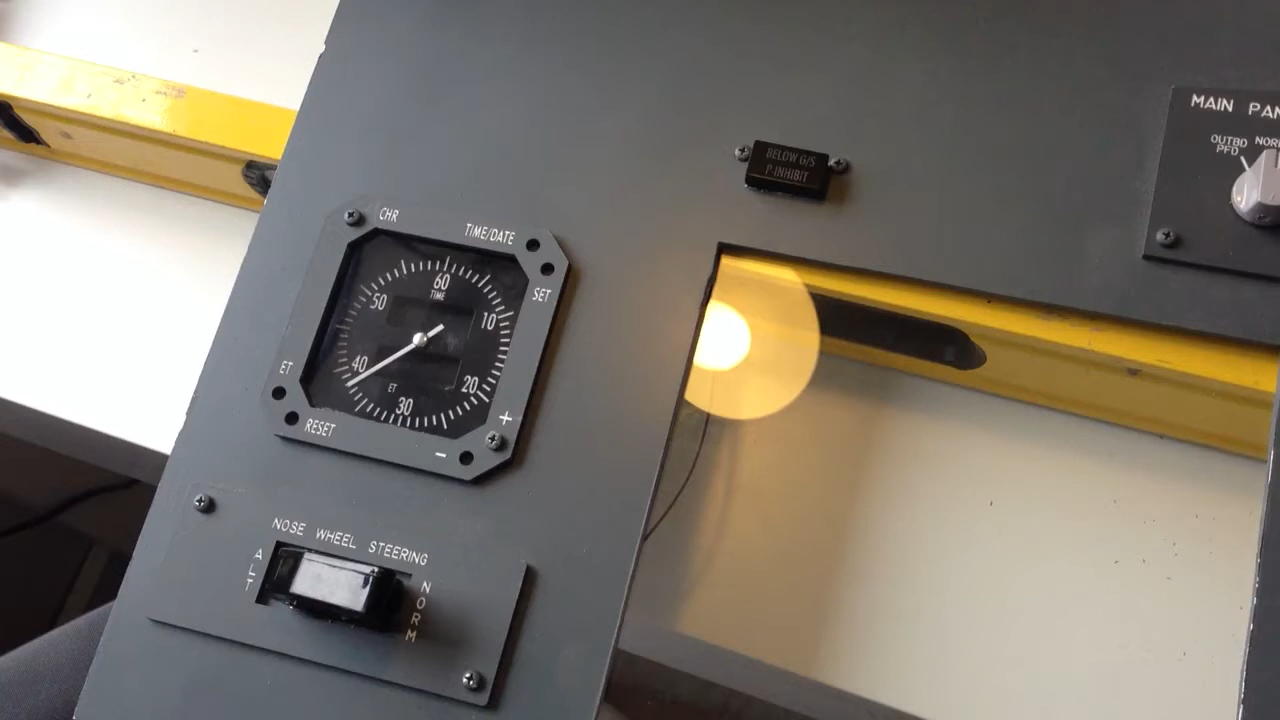 MAIN PAN
OUTBD
PFD
NOR
BELOW G/S
P-INHIBIT
CHR
TIME/DATE
SET
60
TIME
50
10
40
20
ET
30
ET
+
RESET
-
NOSE WHEEL STEERING
ALT
NORM